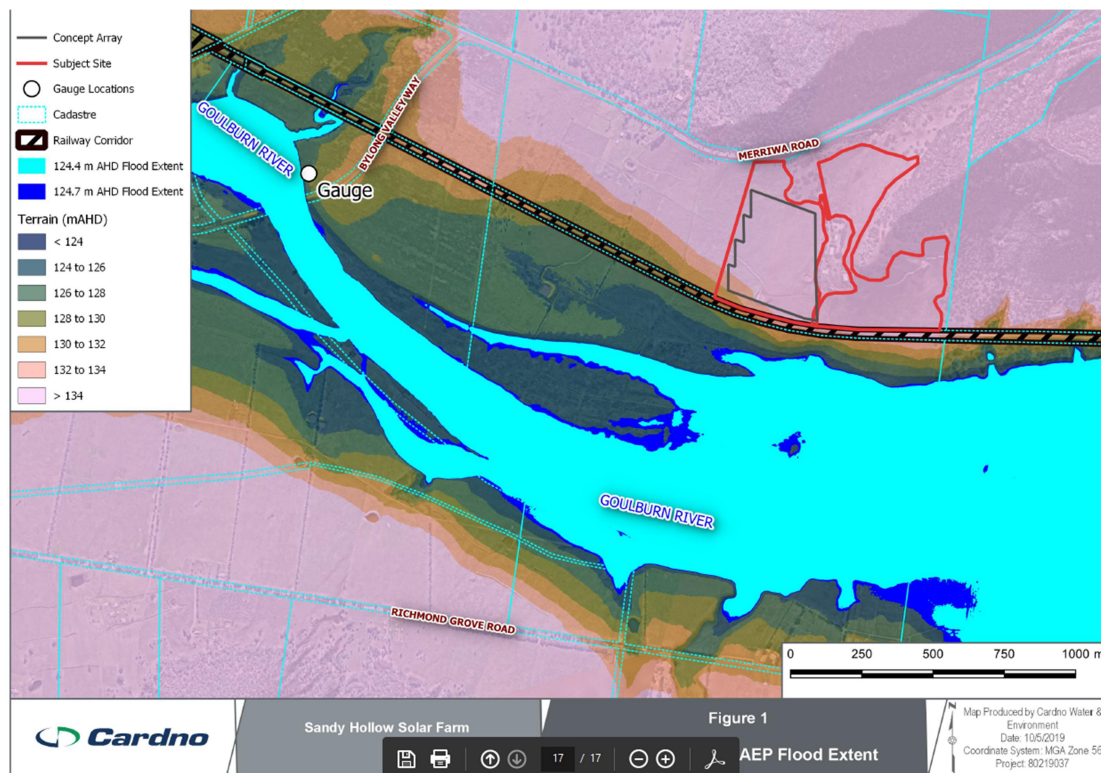 Concept Array
Subject Site
Gauge Locations
Cadastre
Railway Corridor
124.4 m AHD Flood Extent
124.7 m AHD Flood Extent
Terrain (mAHD)
< 124
124 to 126
126 to 128
128 to 130
130 to 132
132 to 134
> 134
GOULBURN RIVER
BYLONG VALLEY WAY
Gauge
MERRIWA ROAD
GOULBURN RIVER
RICHMOND GROVE ROAD
0 250 500 750 1000 m
Cardno
Sandy Hollow Solar Farm
Figure 1
AEP Flood Extent
17 / 17
N
Map Produced by Cardno Water &
Environment
Date: 10/5/2019
Coordinate System: MGA Zone 56
Project: 80219037